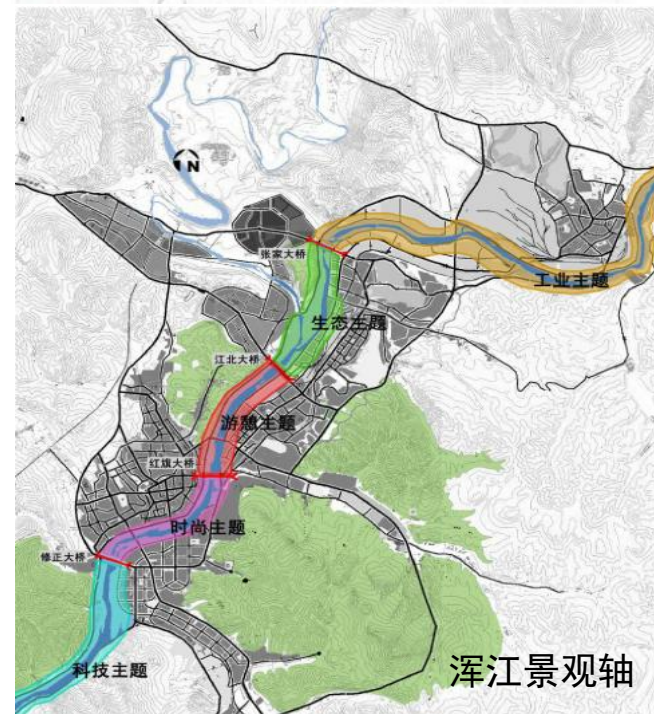 N
张家大桥
工业主题
生态主题
江北大桥
游憩主题
红旗大桥
时尚主题
修正大桥
科技主题
浑江景观轴